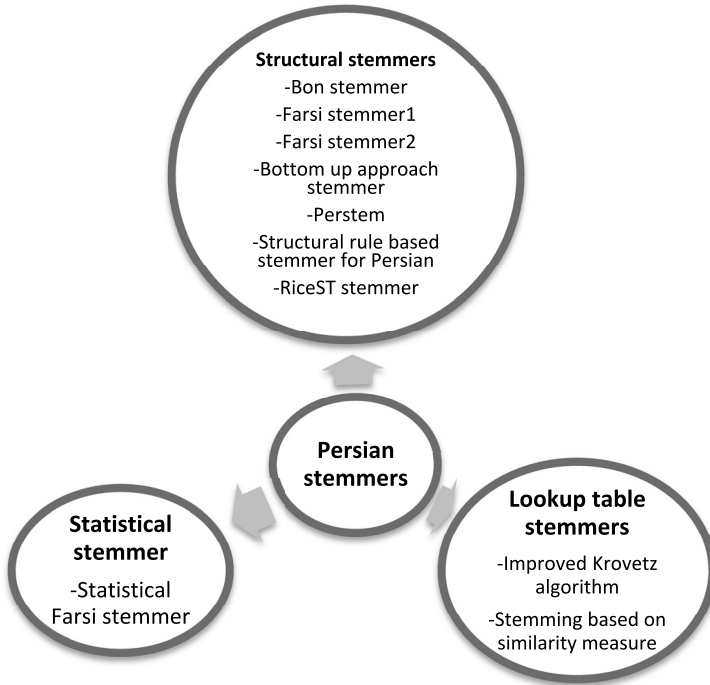 Structural stemmers
-Bon stemmer
-Farsi stemmer1
-Farsi stemmer2
-Bottom up approach
stemmer
-Perstem
-Structural rule based
stemmer for Persian
-RiceST stemmer
Persian
stemmers
Statistical
stemmer
-Statistical
Farsi stemmer
Lookup table
stemmers
-Improved Krovetz
algorithm
-Stemming based on
similarity measure